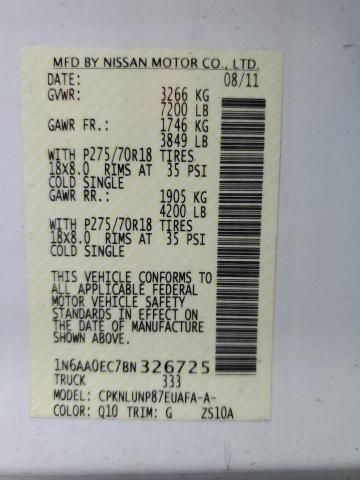 MFD BY NISSAN MOTOR CO., LTD.
DATE: 08/11
GVWR: 3266 KG
7200 LB
GAWR FR.: 1746 KG
3849 LB
WITH P275/70R18 TIRES
18X8.0 RIMS AT 35 PSI
COLD SINGLE
GAWR RR.: 1905 KG
4200 LB
WITH P275/70R18 TIRES
18X8.0 RIMS AT 35 PSI
COLD SINGLE
THIS VEHICLE CONFORMS TO
ALL APPLICABLE FEDERAL
MOTOR VEHICLE SAFETY
STANDARDS IN EFFECT ON
THE DATE OF MANUFACTURE
SHOWN ABOVE.
1N6AA0EC7BN326725
TRUCK 333
MODEL: CPKNLUNP87EUAFA-A-
COLOR: Q10 TRIM: G ZS10A